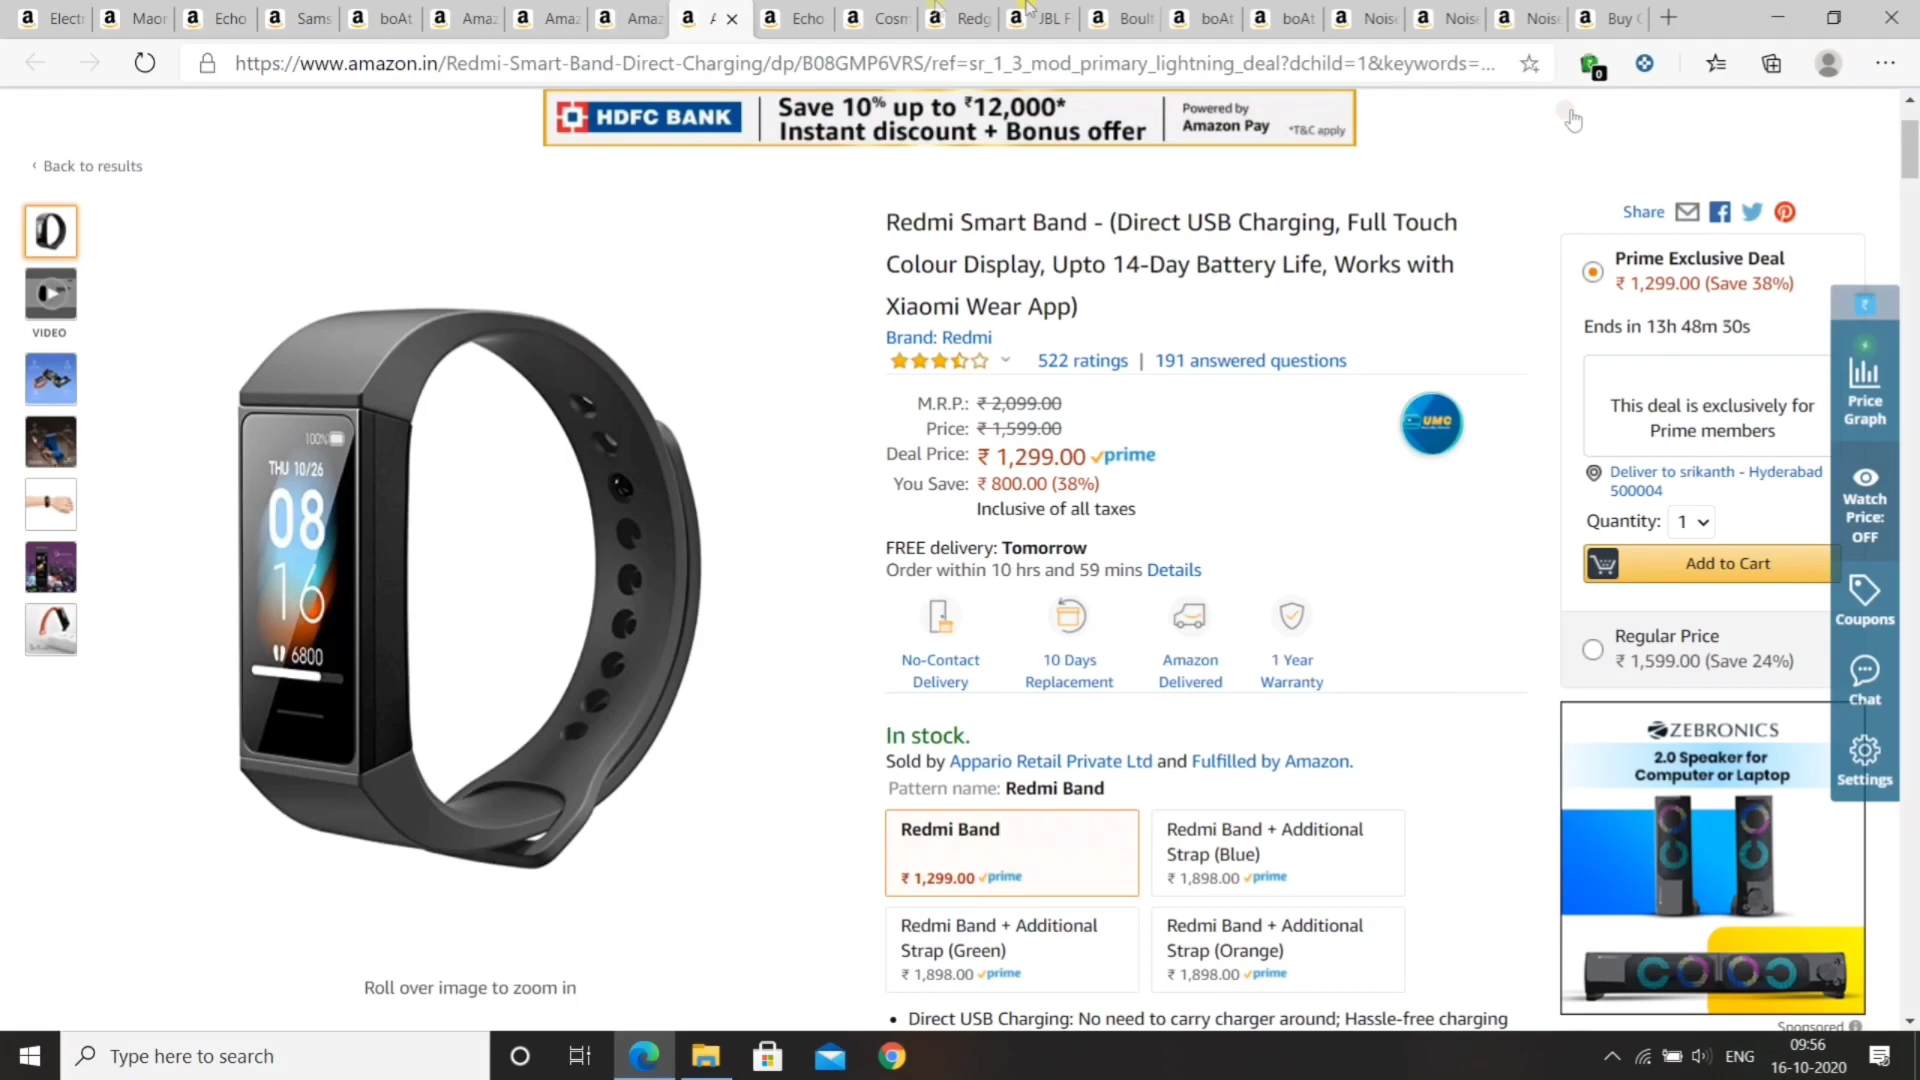 Electr
Maor
Echo
Sams
boAt
Amaz
Amaz
Amaz
Echo
Cosm
Redg
JBL F
Boult
boAt
boAt
Noise
Noise
Noise
Buy
https://www.amazon.in/Redmi-Smart-Band-Direct-Charging/dp/B08GMP6VRS/ref=sr_1_3_mod_primary_lightning_deal?dchild=1&keywords=...
0
HDFC BANK
Save 10% up to ₹12,000*
Instant discount + Bonus offer
Powered by
Amazon Pay
*T&C apply
‹ Back to results
VIDEO
100%
THU 10/26
08
16
6800
Roll over image to zoom in
Redmi Smart Band - (Direct USB Charging, Full Touch
Colour Display, Upto 14-Day Battery Life, Works with
Xiaomi Wear App)
Brand: Redmi
522 ratings | 191 answered questions
M.R.P.: ₹ 2,099.00
Price: ₹ 1,599.00
Deal Price: ₹ 1,299.00 prime
You Save: ₹ 800.00 (38%)
Inclusive of all taxes
UMC
FREE delivery: Tomorrow
Order within 10 hrs and 59 mins Details
No-Contact
Delivery
10 Days
Replacement
Amazon
Delivered
1 Year
Warranty
In stock.
Sold by Appario Retail Private Ltd and Fulfilled by Amazon.
Pattern name: Redmi Band
Redmi Band
₹ 1,299.00 prime
Redmi Band + Additional
Strap (Blue)
₹ 1,898.00 prime
Redmi Band + Additional
Strap (Green)
₹ 1,898.00 prime
Redmi Band + Additional
Strap (Orange)
₹ 1,898.00 prime
• Direct USB Charging: No need to carry charger around; Hassle-free charging
Share
Prime Exclusive Deal
₹ 1,299.00 (Save 38%)
Ends in 13h 48m 30s
This deal is exclusively for
Prime members
Deliver to srikanth - Hyderabad
500004
Quantity: 1
Add to Cart
Regular Price
₹ 1,599.00 (Save 24%)
₹
Price
Graph
Watch
Price:
OFF
Coupons
Chat
Settings
ZEBRONICS
2.0 Speaker for
Computer or Laptop
Sponsored
Type here to search
ENG
09:56
16-10-2020